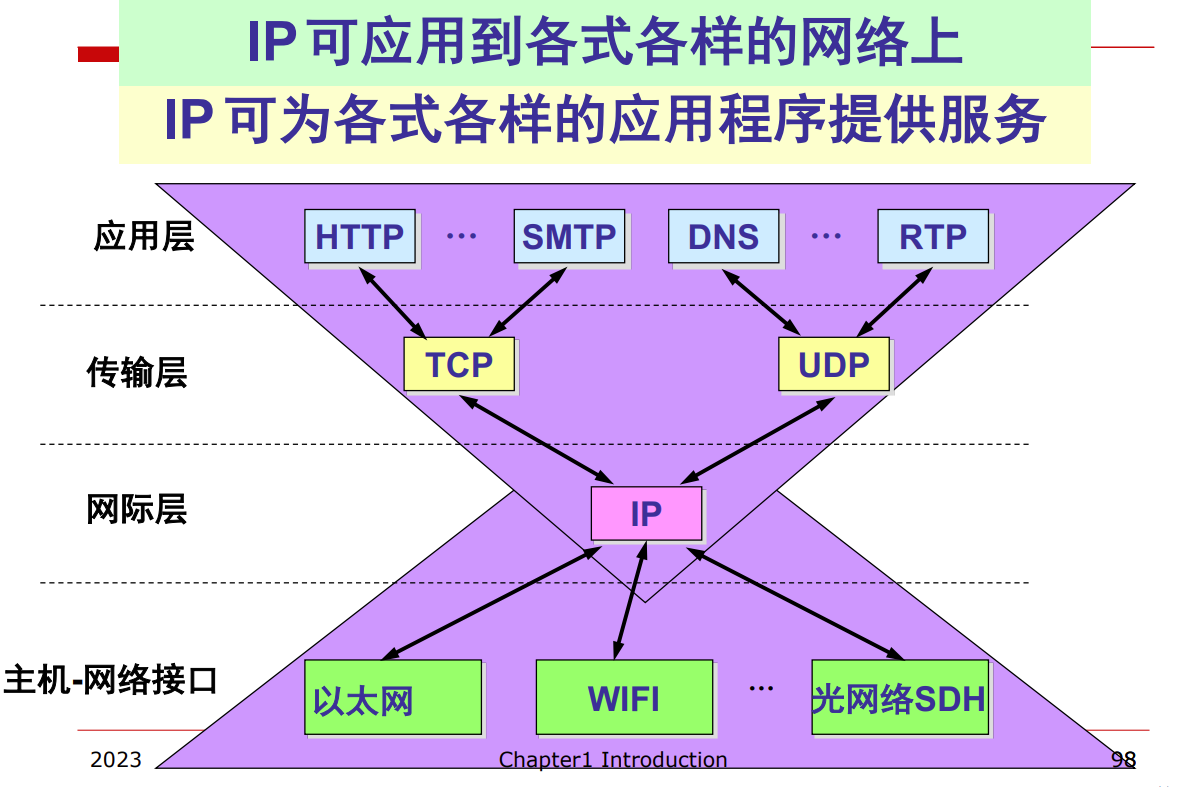 IP 可应用到各式各样的网络上
IP 可为各式各样的应用程序提供服务
应用层
HTTP … SMTP DNS … RTP
传输层
TCP UDP
网际层
IP
主机-网络接口
以太网 WIFI … 光网络SDH
2023 Chapter1 Introduction 98